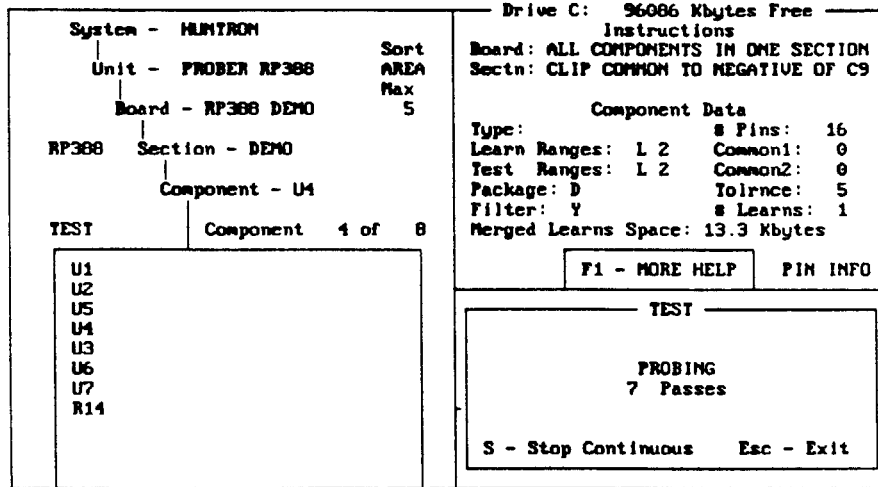 System - HUNTRON
Sort
Unit - PROBER RP388 AREA
Max
Board - RP388 DEMO 5
RP388 Section - DEMO
Component - U4
TEST Component 4 of 8
U1
U2
U5
U4
U3
U6
U7
R14
Drive C: 96086 Kbytes Free
Instructions
Board: ALL COMPONENTS IN ONE SECTION
Sectn: CLIP COMMON TO NEGATIVE OF C9
Component Data
Type: # Pins: 16
Learn Ranges: L 2 Common1: 0
Test Ranges: L 2 Common2: 0
Package: D Tolrnce: 5
Filter: Y # Learns: 1
Merged Learns Space: 13.3 Kbytes
F1 - MORE HELP PIN INFO
TEST
PROBING
7 Passes
S - Stop Continuous Esc - Exit